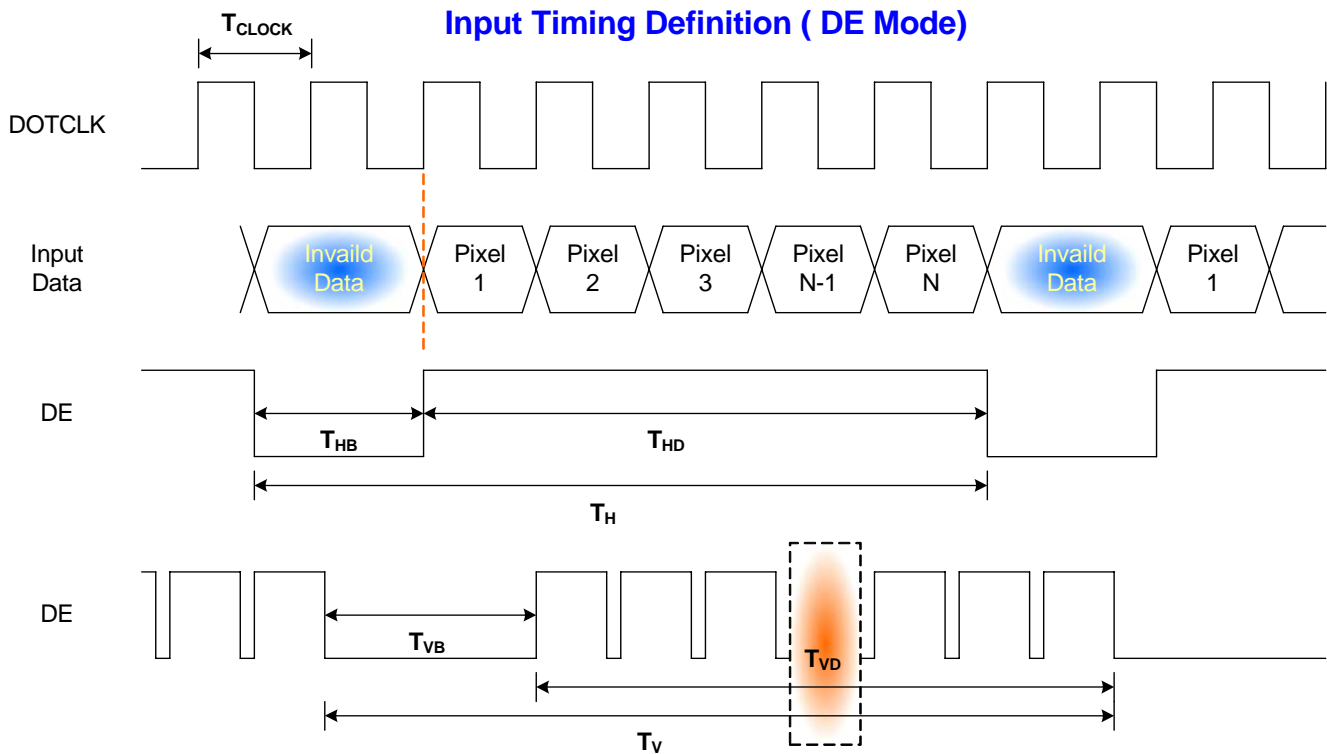 Input Timing Definition ( DE Mode)
TCLOCK
DOTCLK
Input
Data
Invaild
Data
Pixel
1
Pixel
2
Pixel
3
Pixel
N-1
Pixel
N
Invaild
Data
Pixel
1
DE
THB
THD
TH
DE
TVB
TVD
TV